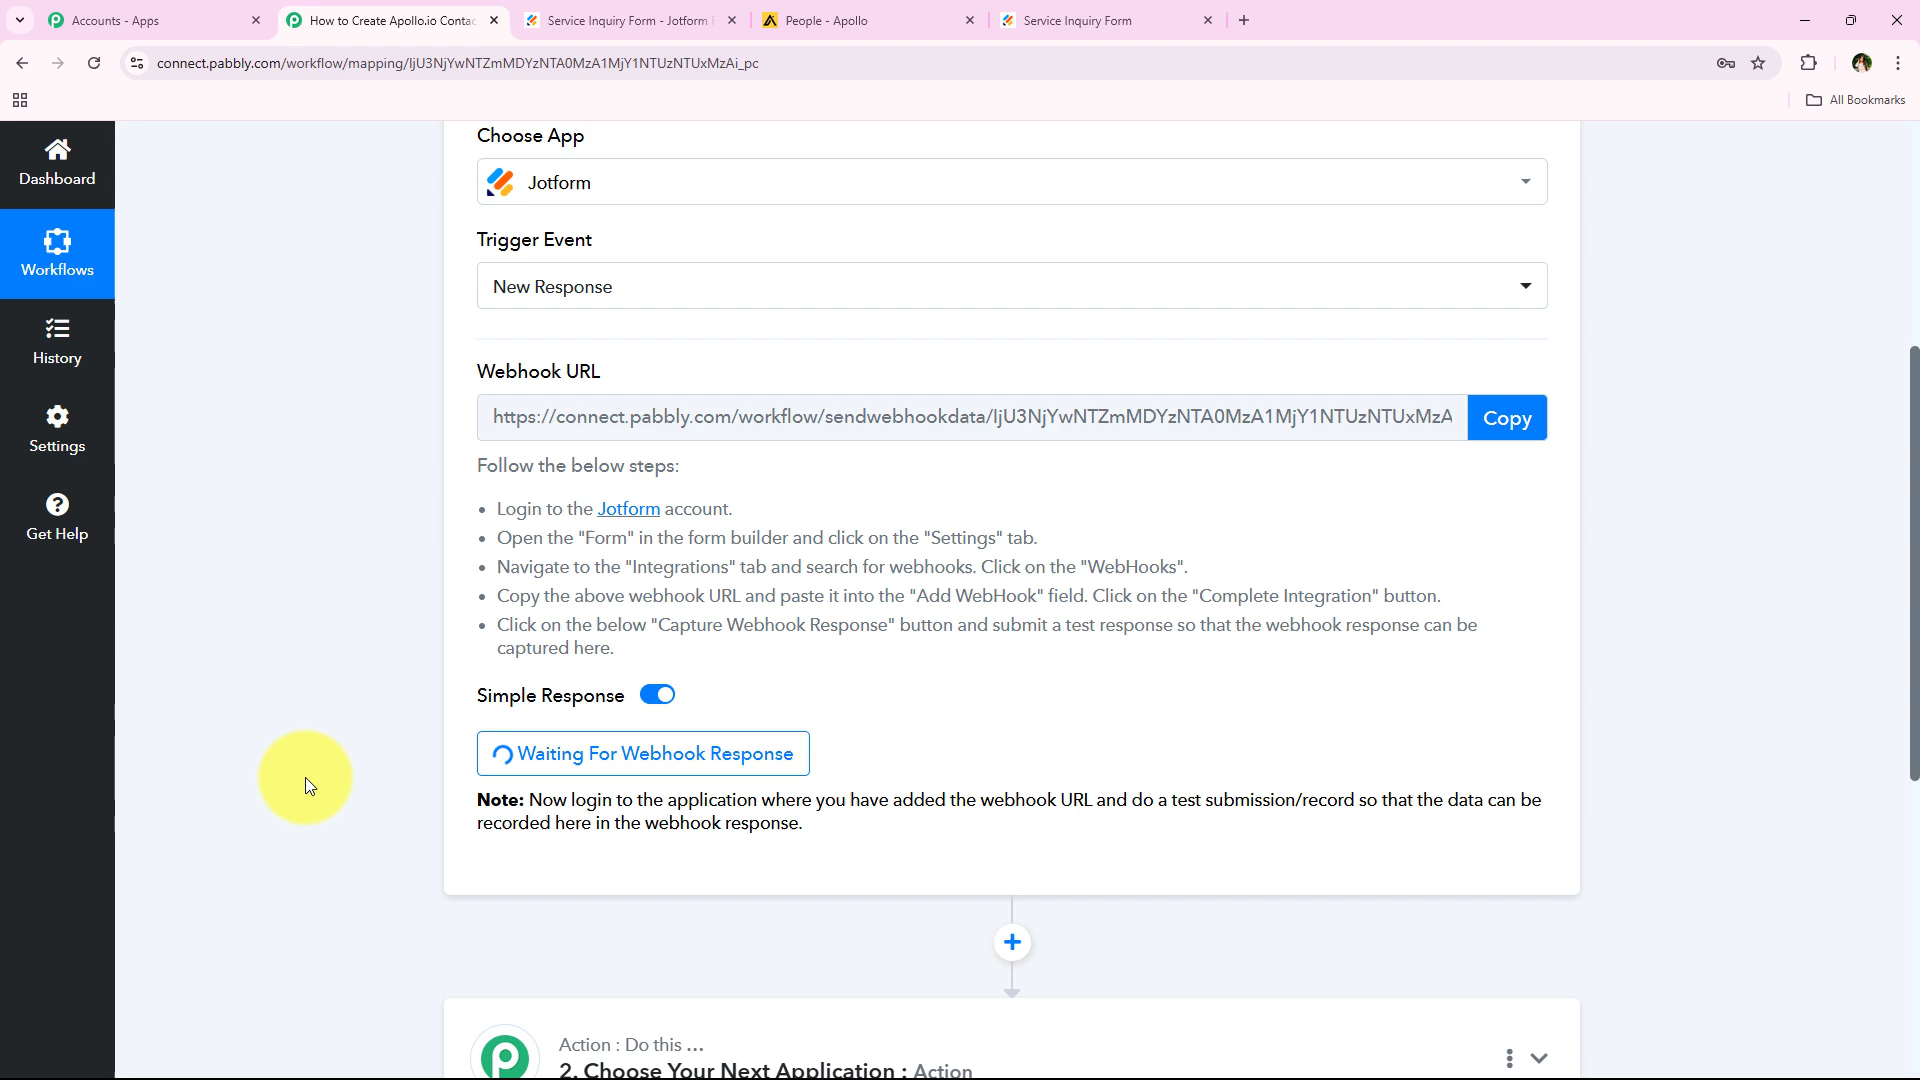 Accounts - Apps
How to Create Apollo.io Contac
Service Inquiry Form - Jotform
People - Apollo
Service Inquiry Form
connect.pabbly.com/workflow/mapping/IjU3NjYwNTZmMDYzNTA0MzA1MjY1NTUzNTUxMzAi_pc
All Bookmarks
Dashboard
Workflows
History
Settings
Get Help
Choose App
Jotform
Trigger Event
New Response
Webhook URL
https://connect.pabbly.com/workflow/sendwebhookdata/IjU3NjYwNTZmMDYzNTA0MzA1MjY1NTUzNTUxMzA
Copy
Follow the below steps:
• Login to the Jotform account.
• Open the "Form" in the form builder and click on the "Settings" tab.
• Navigate to the "Integrations" tab and search for webhooks. Click on the "WebHooks".
• Copy the above webhook URL and paste it into the "Add WebHook" field. Click on the "Complete Integration" button.
• Click on the below "Capture Webhook Response" button and submit a test response so that the webhook response can be
captured here.
Simple Response
Waiting For Webhook Response
Note: Now login to the application where you have added the webhook URL and do a test submission/record so that the data can be
recorded here in the webhook response.
Action : Do this ...
2. Choose Your Next Application : Action